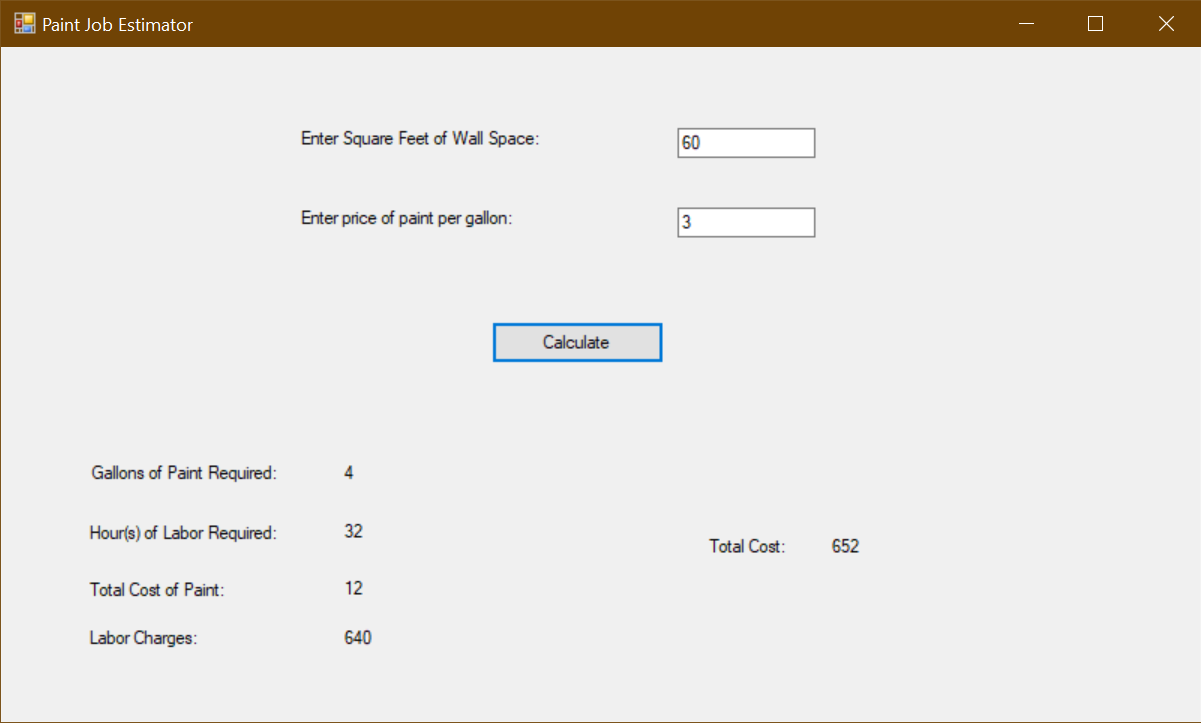 Paint Job Estimator
Enter Square Feet of Wall Space: 60
Enter price of paint per gallon: 3
Calculate
Gallons of Paint Required: 4
Hour(s) of Labor Required: 32
Total Cost: 652
Total Cost of Paint: 12
Labor Charges: 640